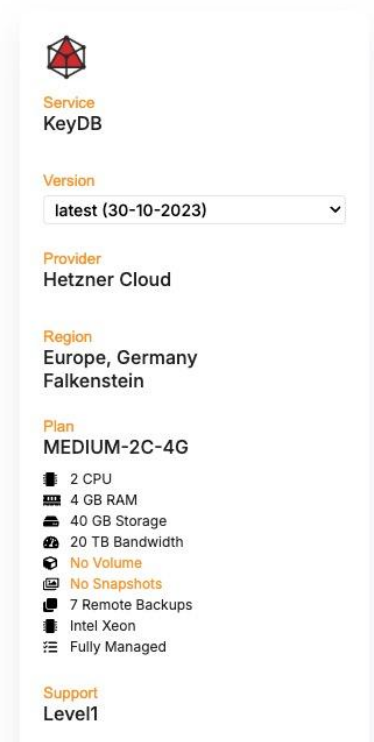 Service
KeyDB
Version
latest (30-10-2023)
Provider
Hetzner Cloud
Region
Europe, Germany
Falkenstein
Plan
MEDIUM-2C-4G
2 CPU
4 GB RAM
40 GB Storage
20 TB Bandwidth
No Volume
No Snapshots
7 Remote Backups
Intel Xeon
Fully Managed
Support
Level1